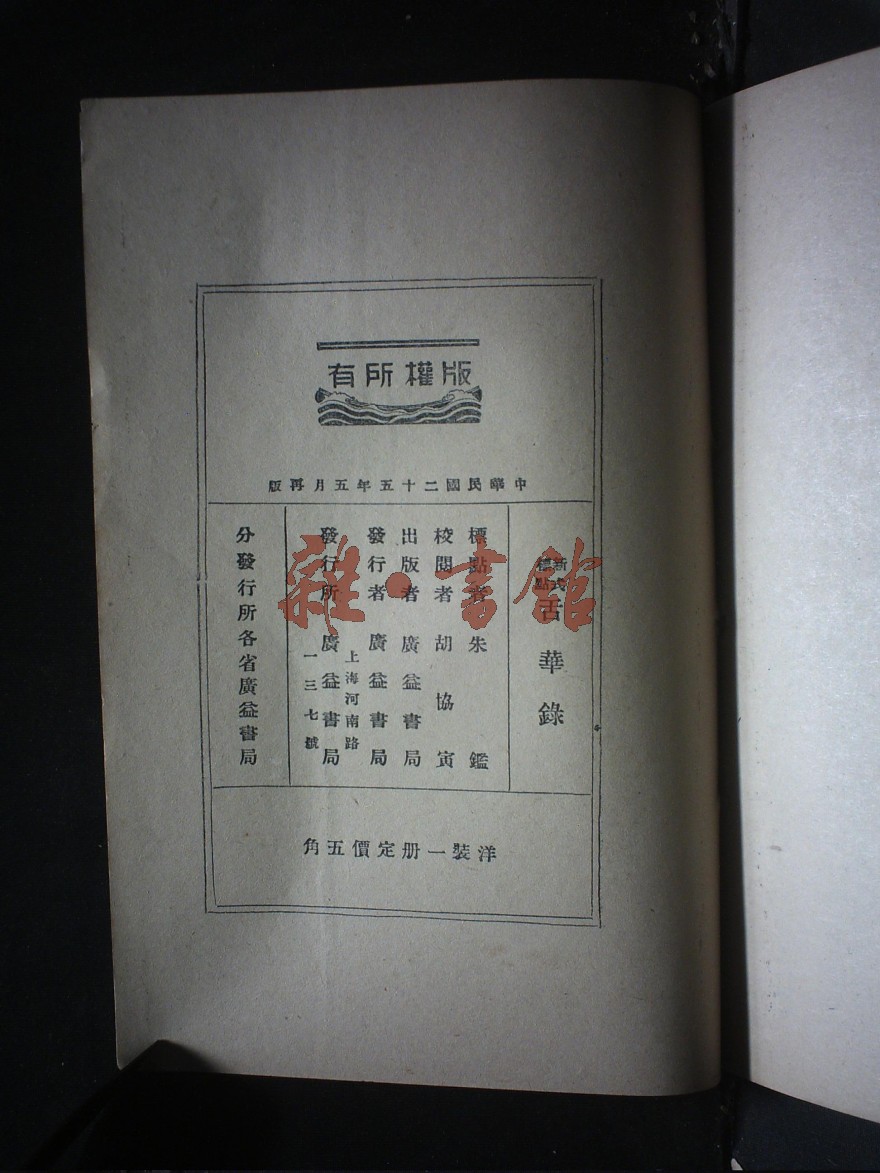 版權所有
中華民國二十五年五月再版
新式標點
舌華錄
標點者 朱鑑
校閱者 胡協寅
出版者 廣益書局
發行者 廣益書局
上海河南路
發行所 廣益書局
一三七號
分發行所各省廣益書局
洋裝一册定價五角
雜·書館